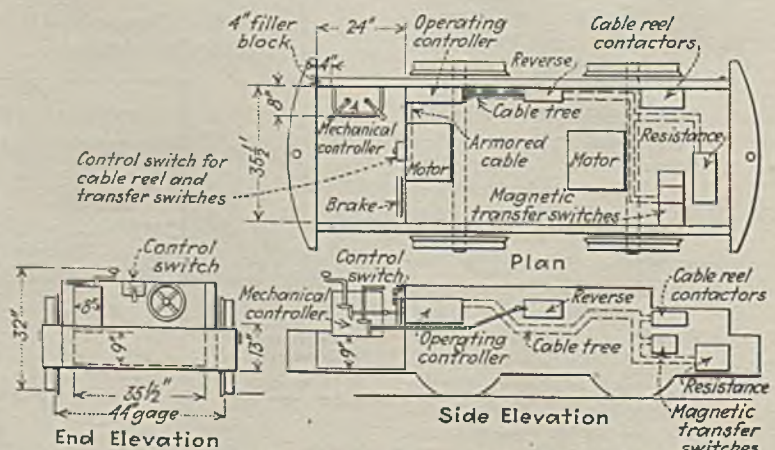 4" filler
block
24"
Operating
controller
Cable reel
contactors
4"
Reverse
8"
A
Cable tree
Mechanical
controller
Armored
cable
Resistance
35½"
Control switch for
cable reel and
transfer switches
Motor
Motor
Magnetic
transfer switches
Brake
Plan
Control
switch
8"
32"
9"
13"
35½"
44" gage
End Elevation
Control
switch
Mechanical
controller
A
Reverse
Cable reel
contactors
9"
Operating
controller
Cable tree
Resistance
Side Elevation
Magnetic
transfer
switches